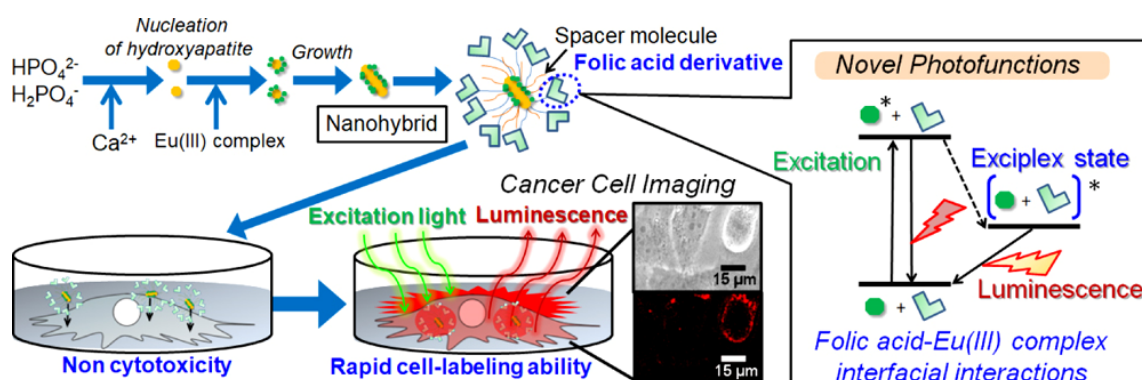 Nucleation
of hydroxyapatite
Growth
HPO₄²⁻
H₂PO₄⁻
Ca²⁺
Eu(III) complex
Nanohybrid
Spacer molecule
Folic acid derivative
Novel Photofunctions
* +
Excitation
Exciplex state
[ + ] *
+
Luminescence
Folic acid-Eu(III) complex
interfacial interactions
Cancer Cell Imaging
Excitation light
Luminescence
15 μm
15 μm
Non cytotoxicity
Rapid cell-labeling ability